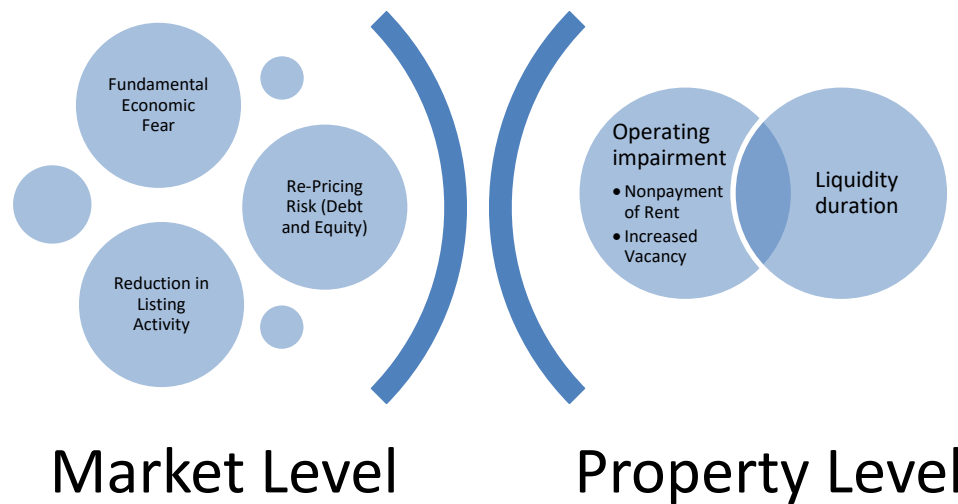 Fundamental
Economic
Fear
Re-Pricing
Risk (Debt
and Equity)
Reduction in
Listing
Activity
Market Level
Operating
impairment
• Nonpayment
of Rent
• Increased
Vacancy
Liquidity
duration
Property Level